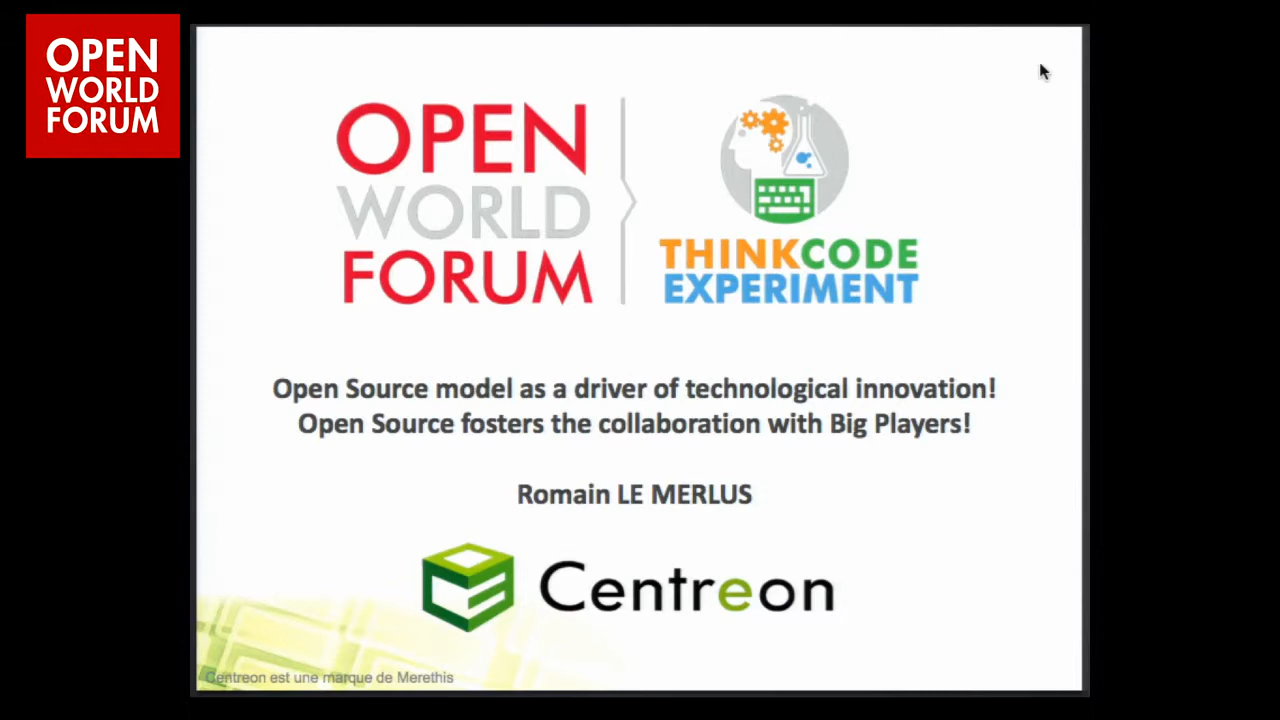 OPEN
WORLD
FORUM
OPEN
WORLD
FORUM
THINKCODE
EXPERIMENT
Open Source model as a driver of technological innovation!
Open Source fosters the collaboration with Big Players!
Romain LE MERLUS
Centreon
Centreon est une marque de Merethis